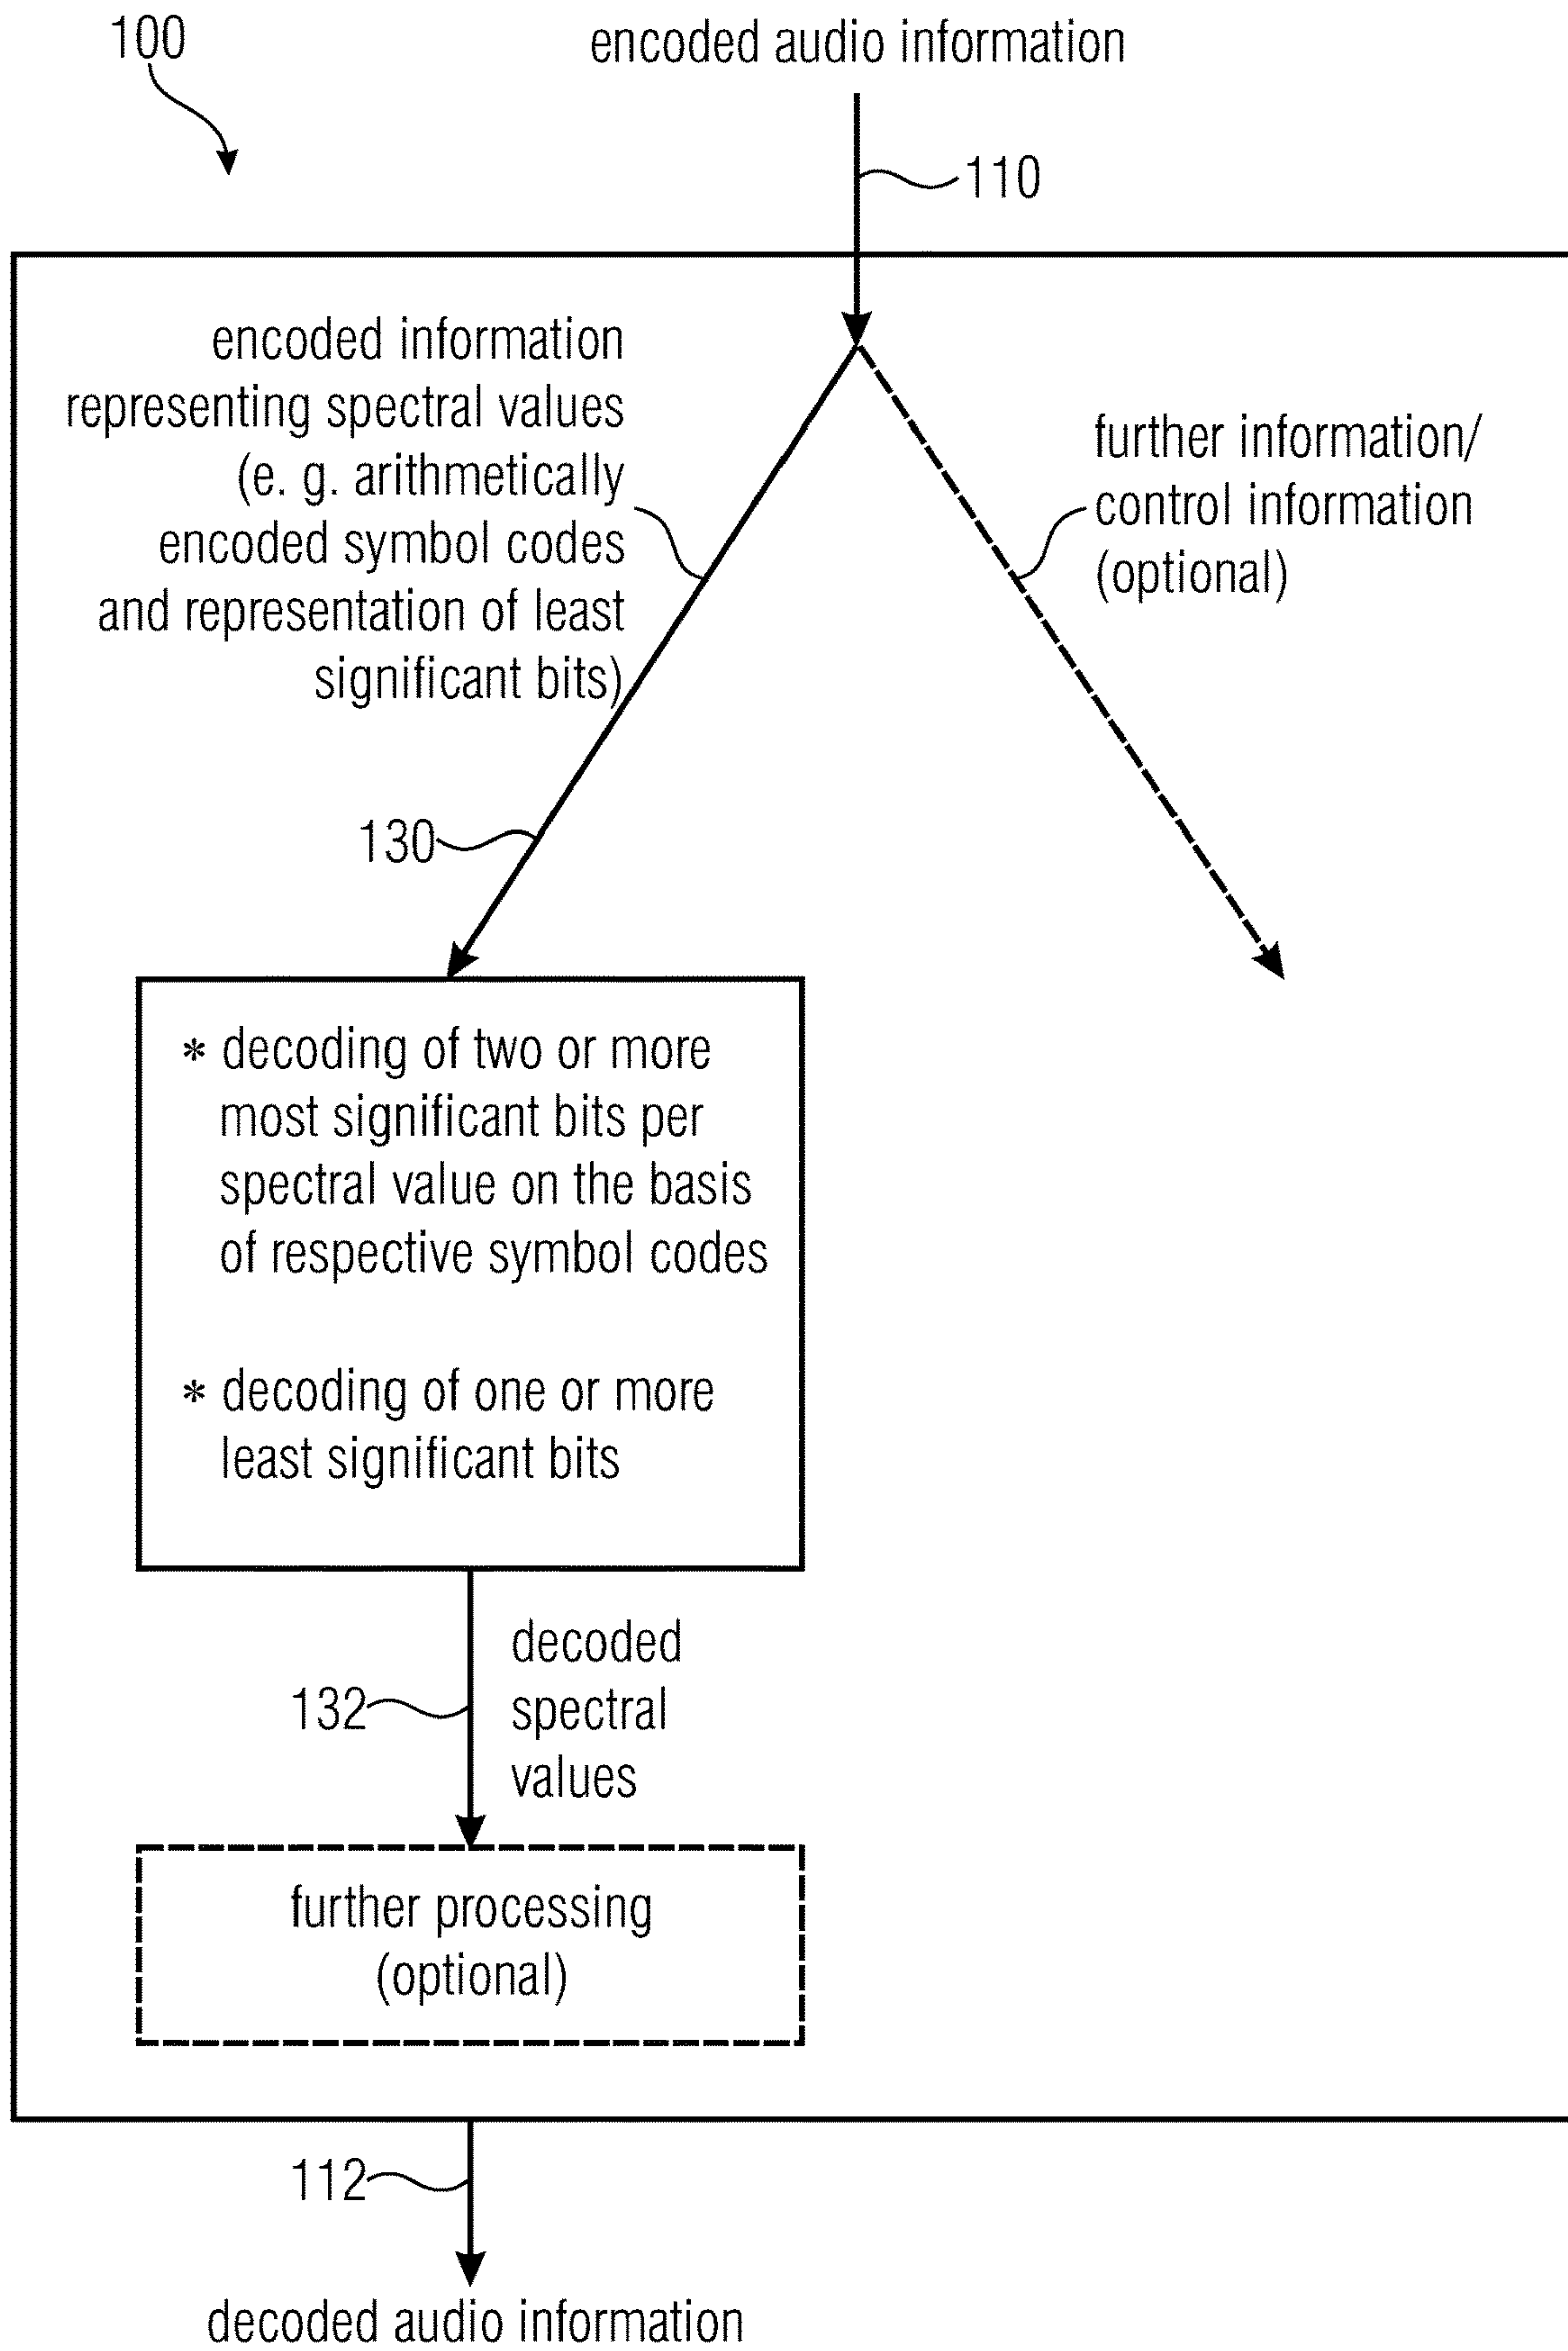 100
encoded audio information
110
encoded information
representing spectral values
(e. g. arithmetically
encoded symbol codes
and representation of least
significant bits)
further information/
control information
(optional)
130
* decoding of two or more
most significant bits per
spectral value on the basis
of respective symbol codes
* decoding of one or more
least significant bits
decoded
spectral
values
132
further processing
(optional)
112
decoded audio information